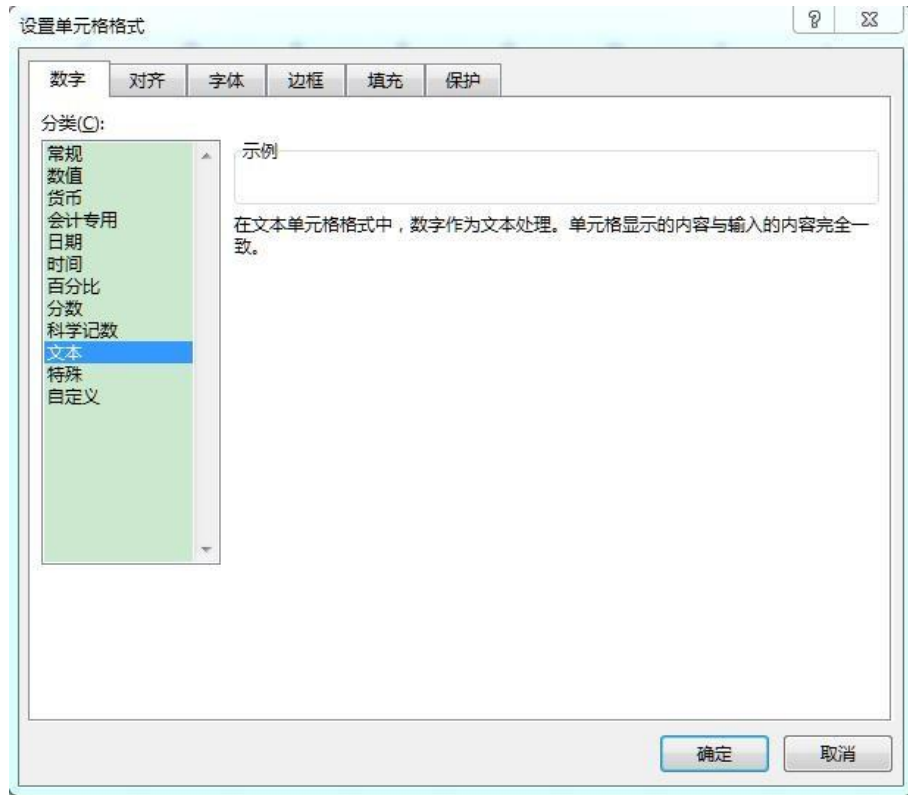 设置单元格格式
数字 对齐 字体 边框 填充 保护
分类(C):
常规
数值
货币
会计专用
日期
时间
百分比
分数
科学记数
文本
特殊
自定义
示例
在文本单元格格式中，数字作为文本处理。单元格显示的内容与输入的内容完全一
致。
确定 取消